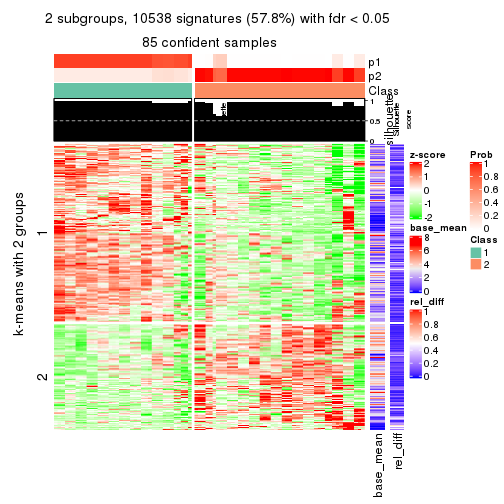 2 subgroups, 10538 signatures (57.8%) with fdr < 0.05
85 confident samples
p1
p2
Class
1
0.5
0
silhouette
Silhouette
score
k-means with 2 groups
1
2
base_mean
rel_diff
z-score
2
1
0
-1
-2
base_mean
8
6
4
2
0
rel_diff
1
0.8
0.6
0.4
0.2
0
Prob
1
0.8
0.6
0.4
0.2
0
Class
1
2